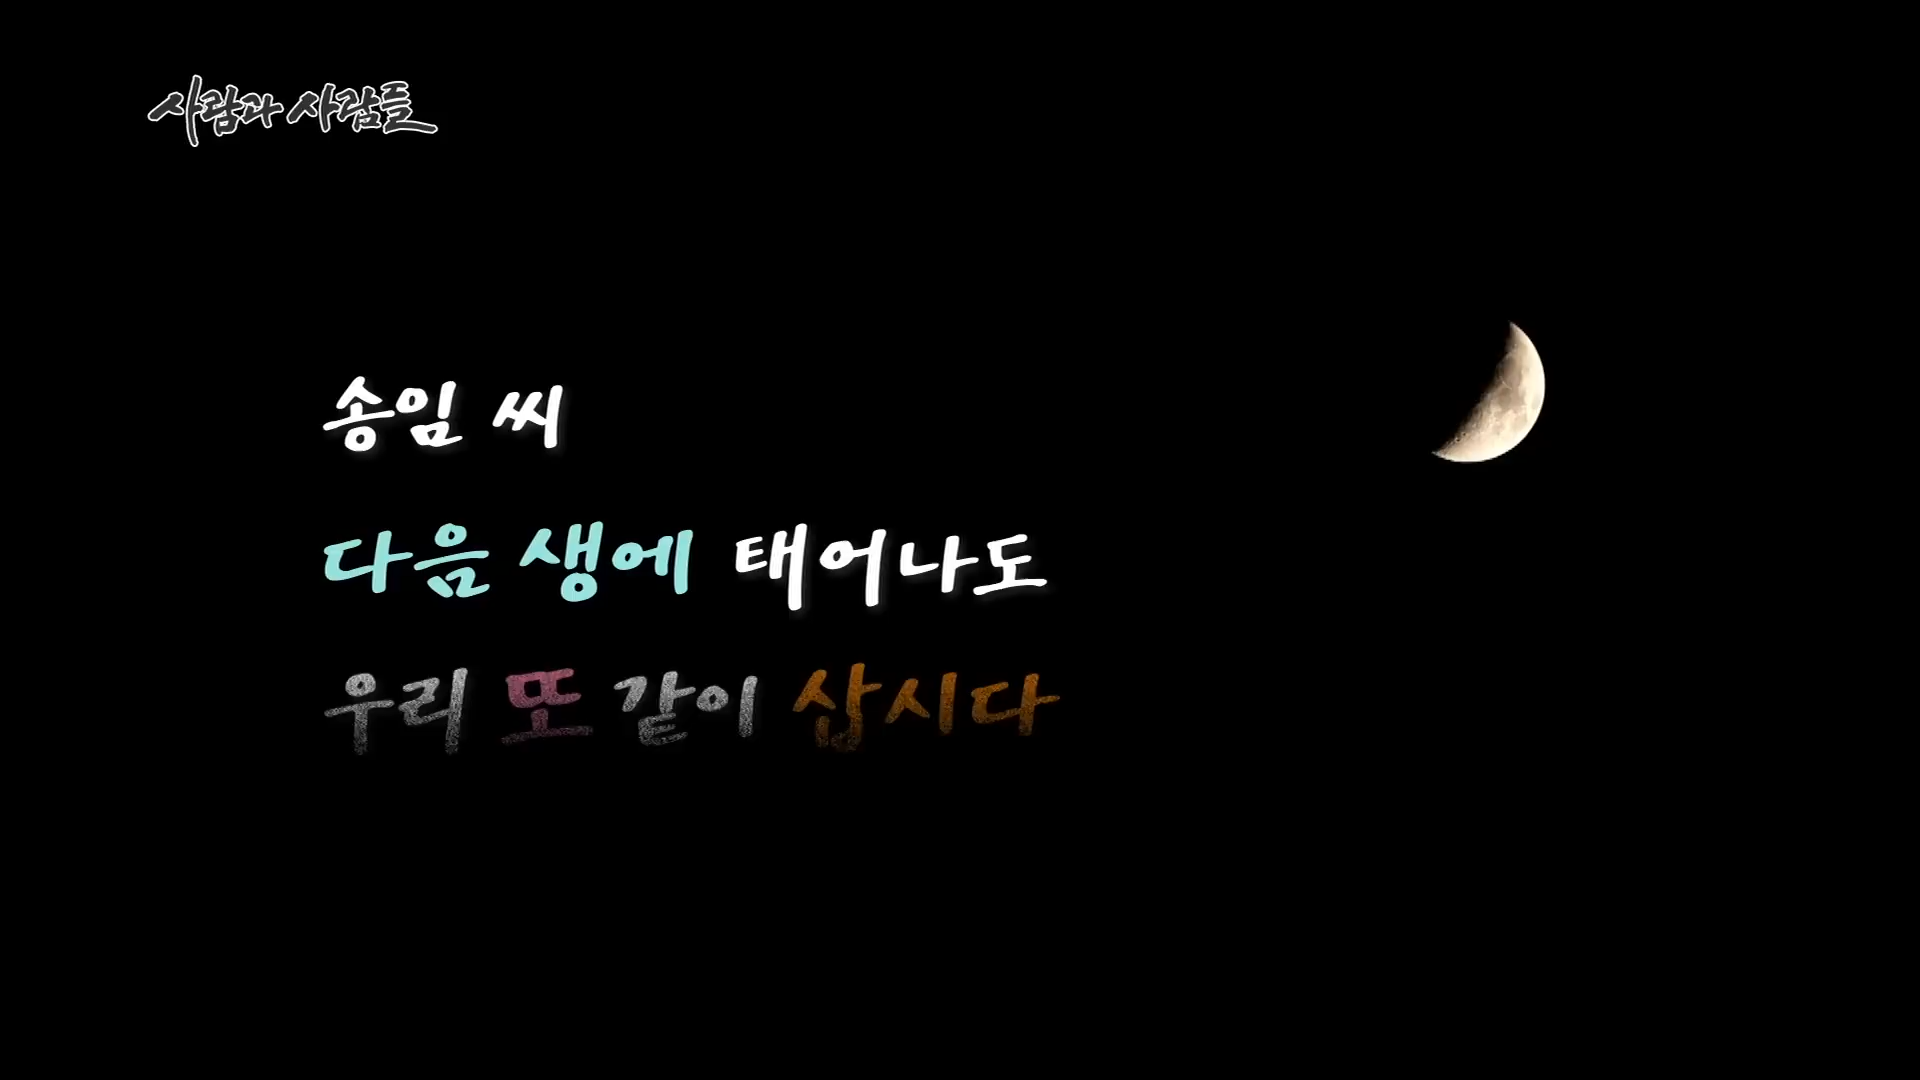 사람과 사람들
송임 씨
다음 생에 태어나도
우리 또 같이 삽시다